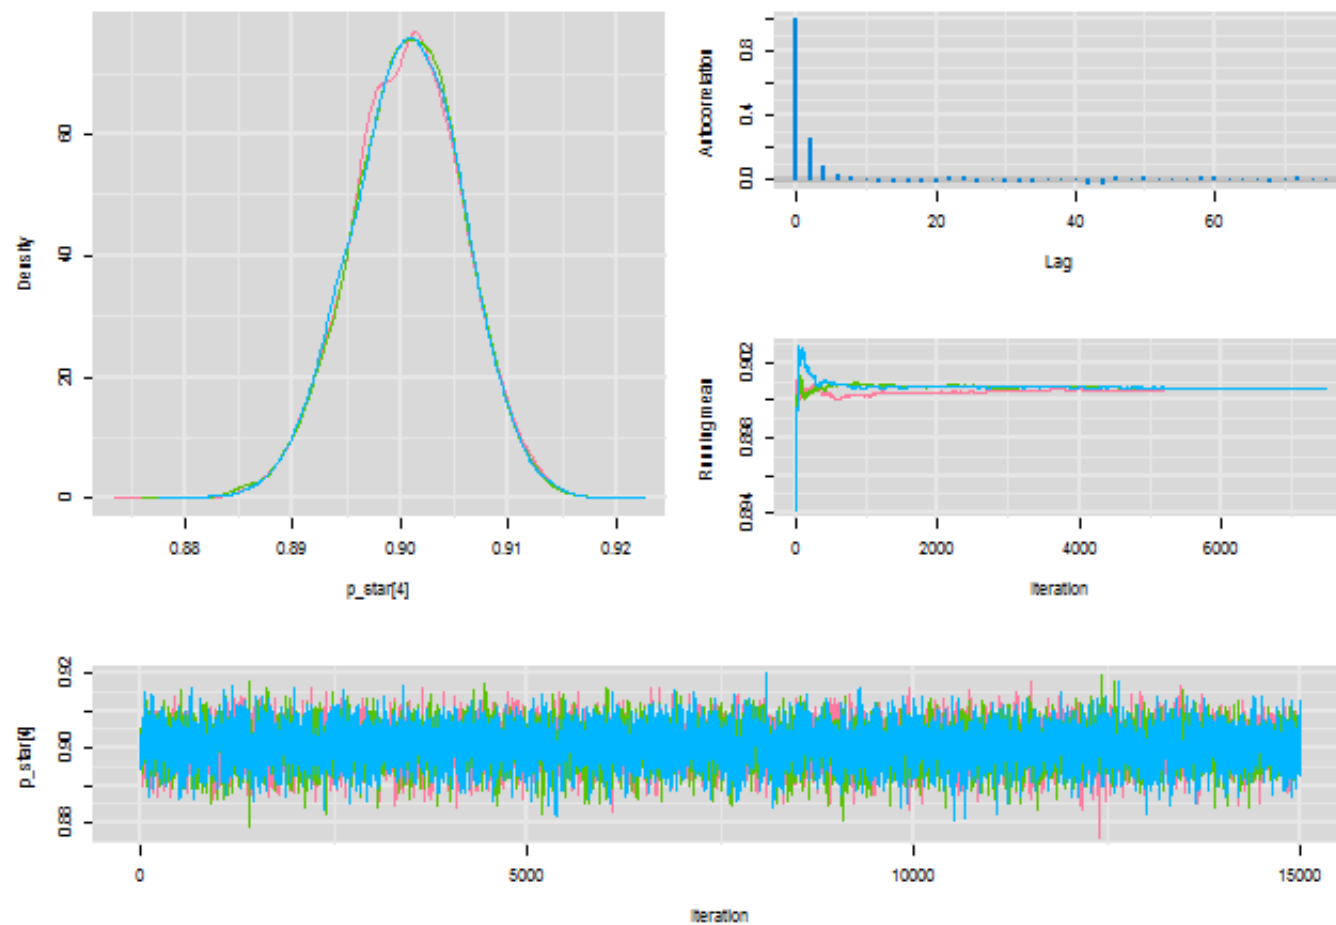 Density
60
40
20
0
0.88 0.89 0.90 0.91 0.92
p_star[4]
Autocorrelation
0.8
0.4
0.0
0 20 40 60
Lag
Running mean
0.902
0.898
0.894
0 2000 4000 6000
Iteration
p_star[4]
0.92
0.90
0.88
0 5000 10000 15000
Iteration